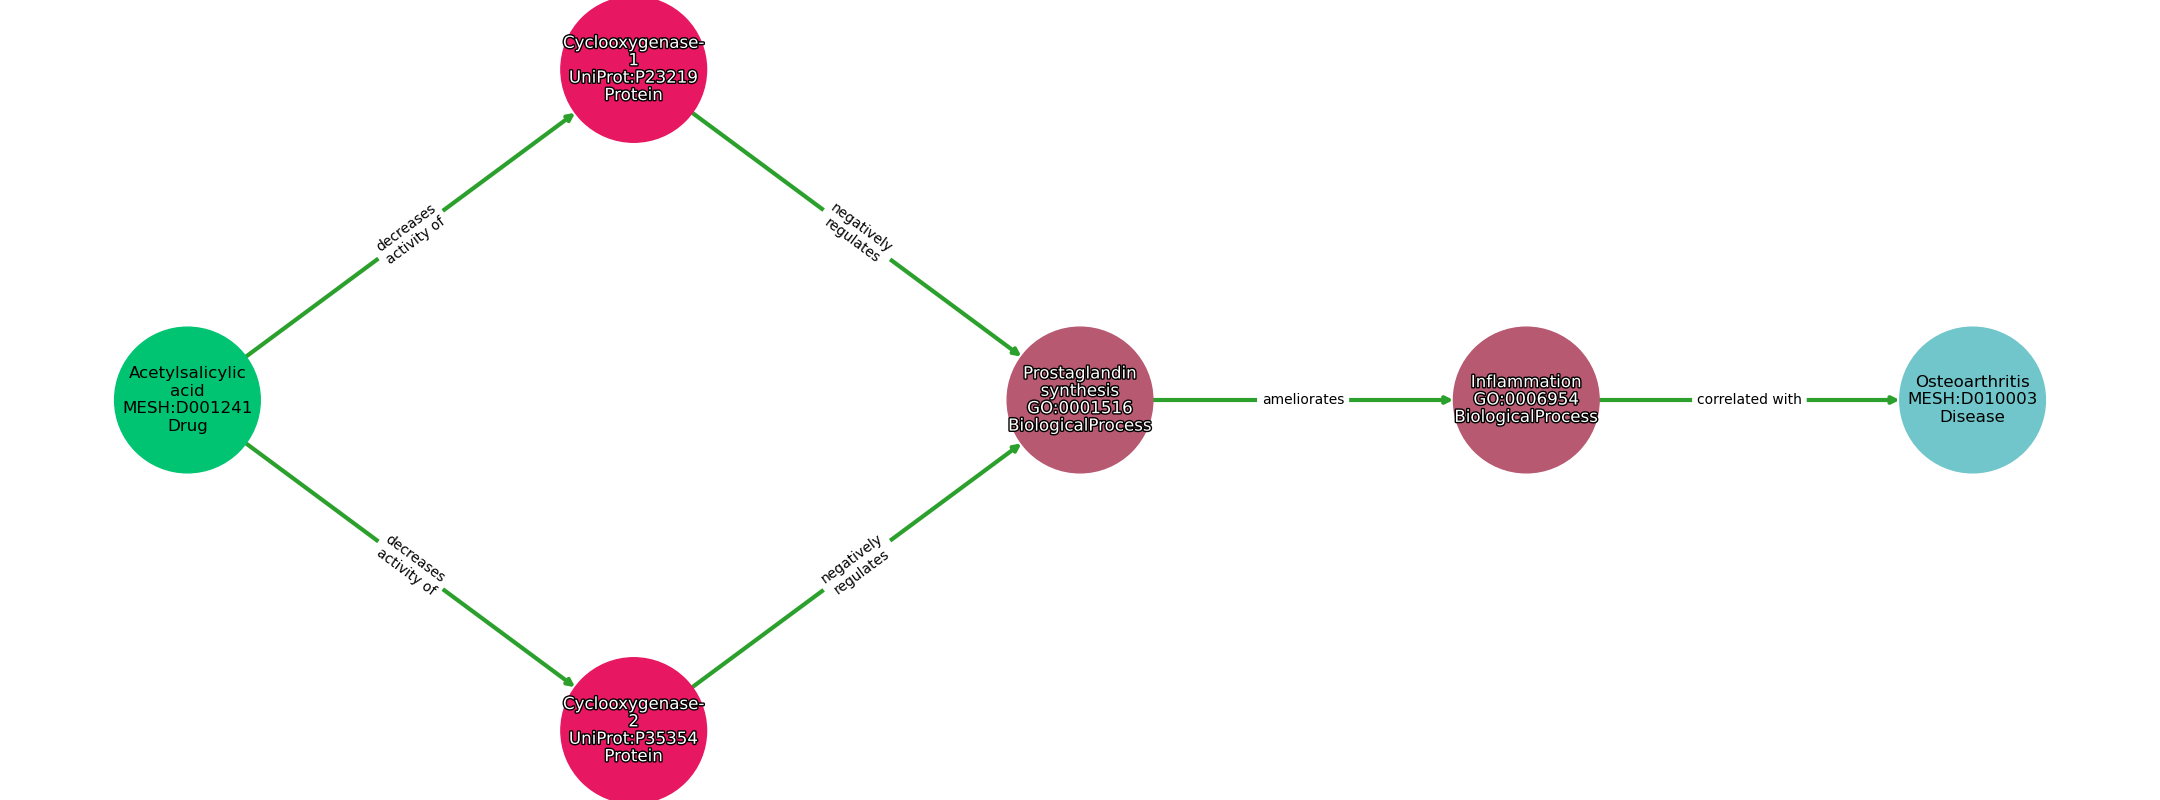 Cyclooxygenase-
1
UniProt:P23219
Protein
decreases
activity of
negatively
regulates
Acetylsalicylic
acid
MESH:D001241
Drug
Prostaglandin
synthesis
GO:0001516
BiologicalProcess
ameliorates
Inflammation
GO:0006954
BiologicalProcess
correlated with
Osteoarthritis
MESH:D010003
Disease
decreases
activity of
negatively
regulates
Cyclooxygenase-
2
UniProt:P35354
Protein